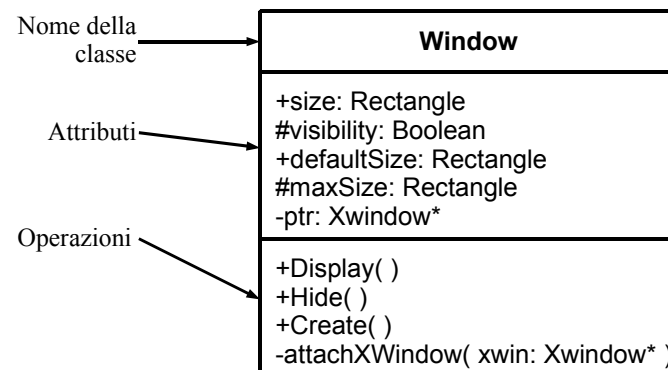 Nome della
classe
Window
Attributi
+size: Rectangle
#visibility: Boolean
+defaultSize: Rectangle
#maxSize: Rectangle
-ptr: Xwindow*
Operazioni
+Display( )
+Hide( )
+Create( )
-attachXWindow( xwin: Xwindow* )